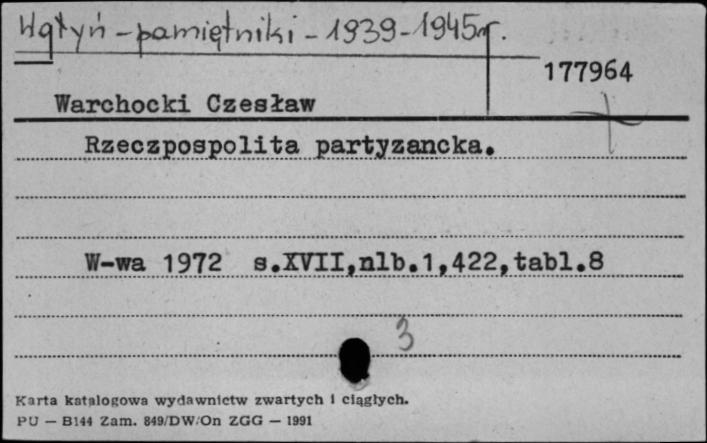 Wątyń - pamiętniki - 1939-1945 r.
177964
Warchocki Czesław
Rzeczpospolita partyzancka.
W-wa 1972 s.XVII,nlb.1,422,tabl.8
3
Karta katalogowa wydawnictw zwartych i ciągłych.
PU — B144 Zam. 849/DW/On ZGG — 1991